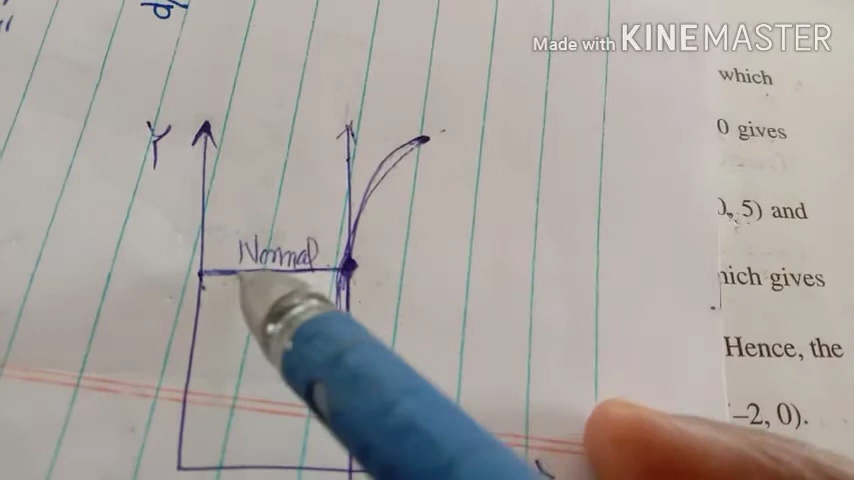 Made with KINEMASTER
which
0 gives
), 5) and
hich gives
Hence, the
–2, 0).
Y
Normal